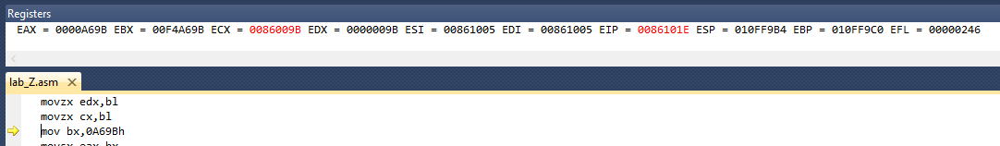 Registers
EAX = 0000A69B EBX = 00F4A69B ECX = 0086009B EDX = 0000009B ESI = 00861005 EDI = 00861005 EIP = 0086101E ESP = 010FF9B4 EBP = 010FF9C0 EFL = 00000246
lab_Z.asm
movzx edx,bl
movzx cx,bl
mov bx,0A69Bh
movsx eax,bx